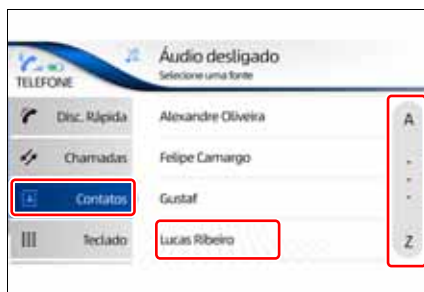 TELEFONE
Áudio desligado
Selecione uma fonte
Disc. Rápida
Alexandre Oliveira
A
Chamadas
Felipe Camargo
Contatos
Gustaf
Teclado
Lucas Ribeiro
Z